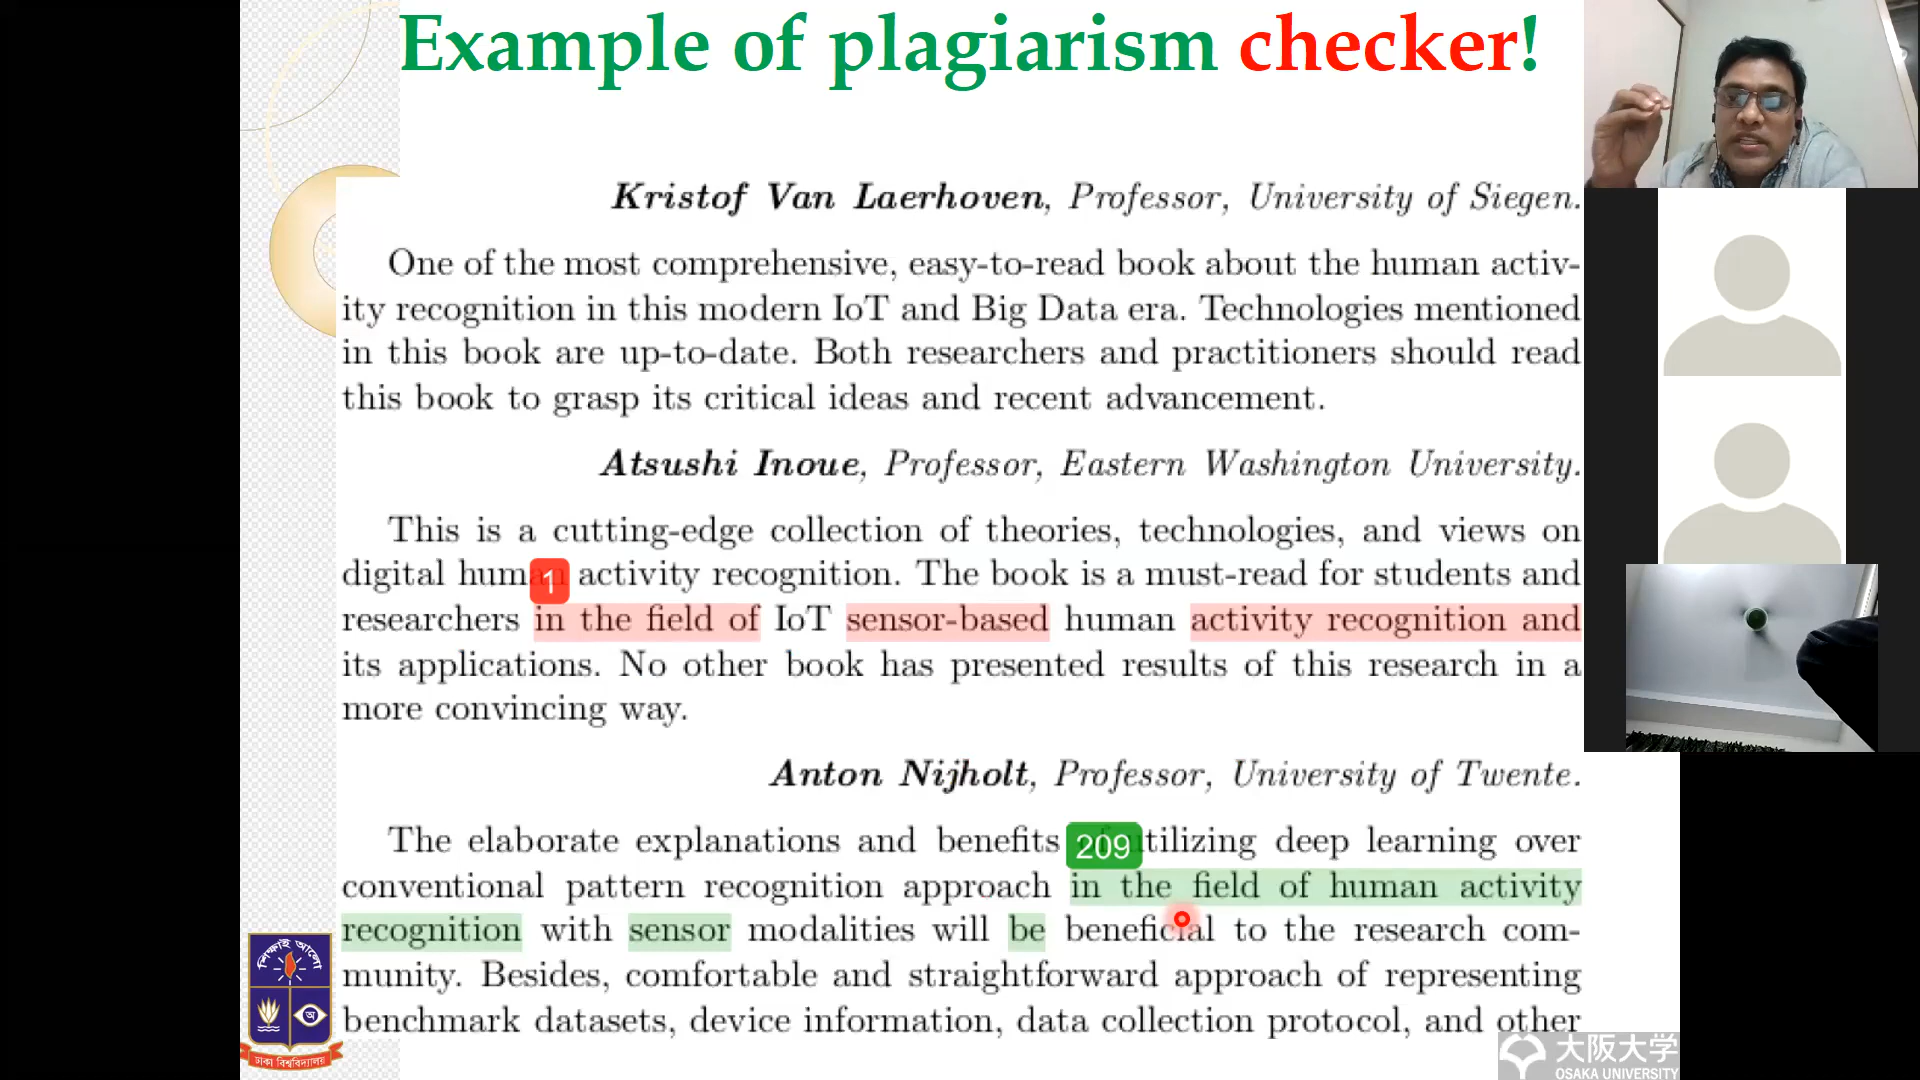 Example of plagiarism checker!
Kristof Van Laerhoven, Professor, University of Siegen.
One of the most comprehensive, easy-to-read book about the human activ-
ity recognition in this modern IoT and Big Data era. Technologies mentioned
in this book are up-to-date. Both researchers and practitioners should read
this book to grasp its critical ideas and recent advancement.
Atsushi Inoue, Professor, Eastern Washington University.
This is a cutting-edge collection of theories, technologies, and views on
digital human activity recognition. The book is a must-read for students and
1
researchers in the field of IoT sensor-based human activity recognition and
its applications. No other book has presented results of this research in a
more convincing way.
Anton Nijholt, Professor, University of Twente.
The elaborate explanations and benefits of utilizing deep learning over
209
conventional pattern recognition approach in the field of human activity
recognition with sensor modalities will be beneficial to the research com-
munity. Besides, comfortable and straightforward approach of representing
benchmark datasets, device information, data collection protocol, and other
শিক্ষাই আলো
অ
ঢাকা বিশ্ববিদ্যালয়
大阪大学
OSAKA UNIVERSITY